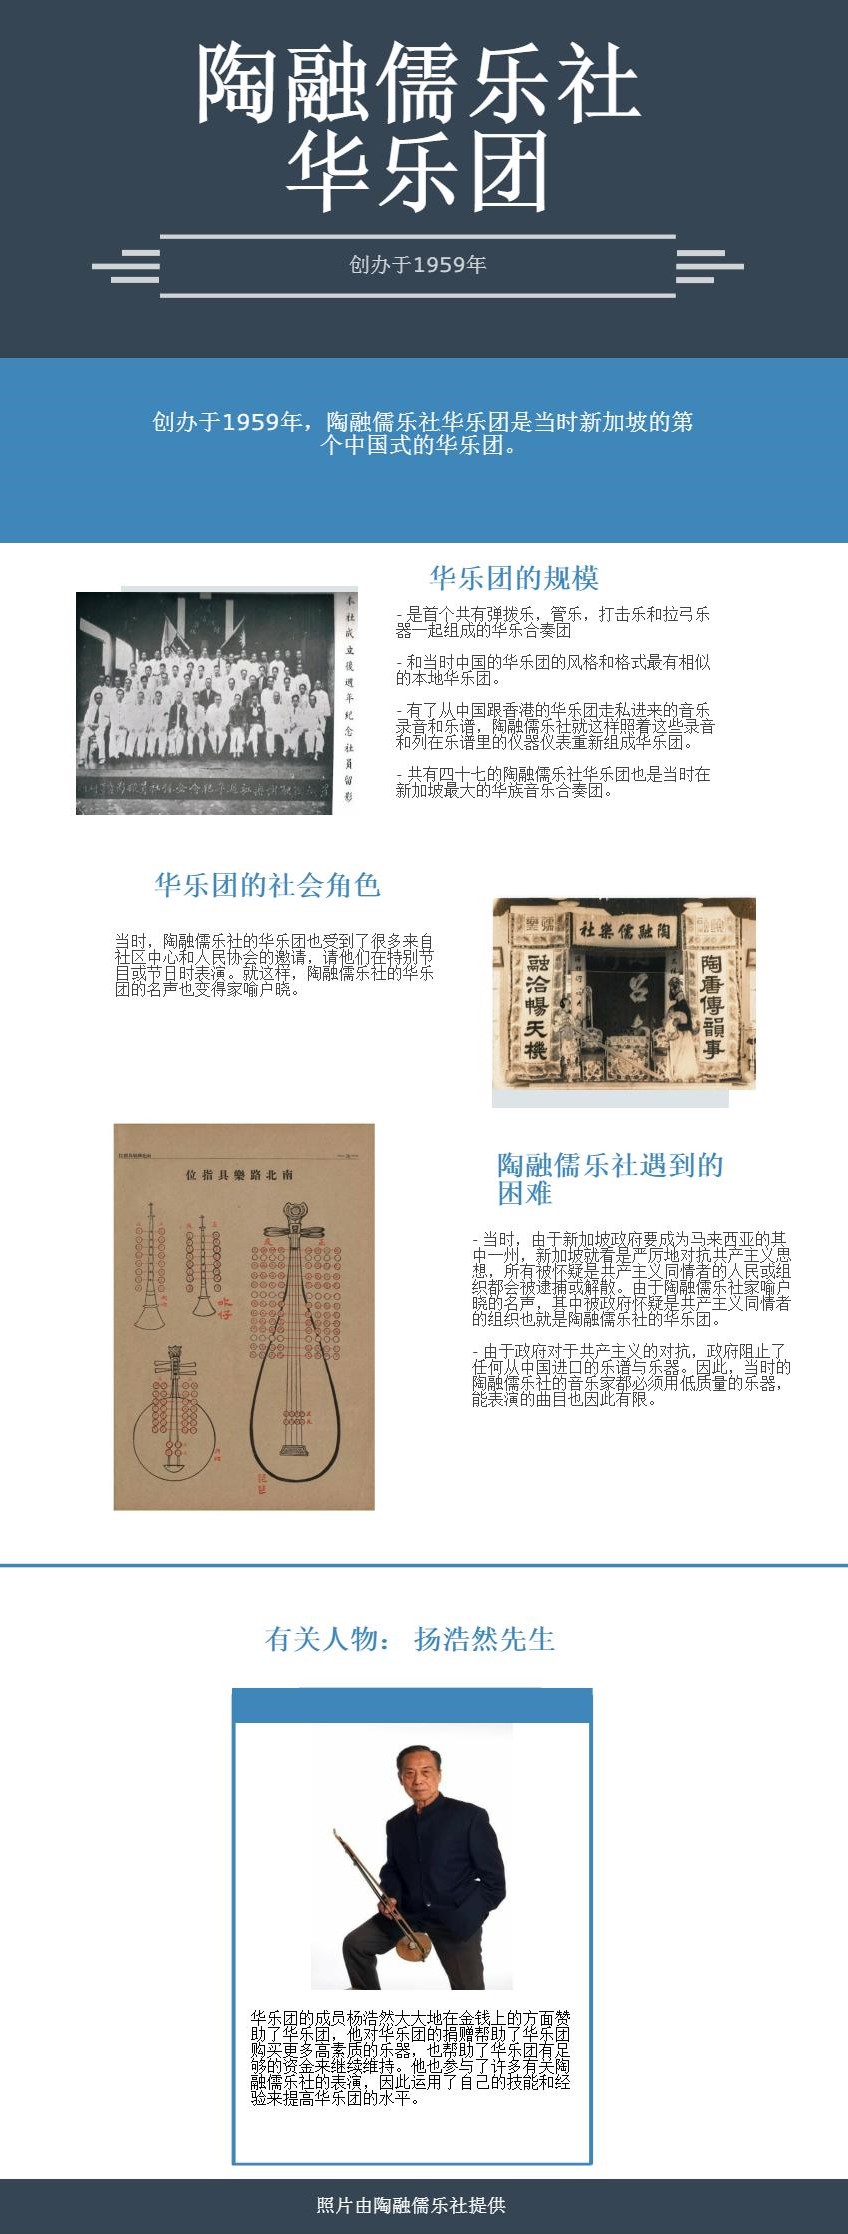 陶融儒乐社
华乐团
创办于1959年
创办于1959年，陶融儒乐社华乐团是当时新加坡的第
个中国式的华乐团。
华乐团的规模
- 是首个共有弹拨乐，管乐，打击乐和拉弓乐
器一起组成的华乐合奏团
- 和当时中国的华乐团的风格和格式最有相似
的本地华乐团。
- 有了从中国跟香港的华乐团走私进来的音乐
录音和乐谱，陶融儒乐社就这样照着这些录音
和列在乐谱里的仪器仪表重新组成华乐团。
- 共有四十七的陶融儒乐社华乐团也是当时在
新加坡最大的华族音乐合奏团。
本社成立后週年纪念社員留影
华乐团的社会角色
当时，陶融儒乐社的华乐团也受到了很多来自
社区中心和人民协会的邀请，请他们在特别节
目或节日时表演。就这样，陶融儒乐社的华乐
团的名声也变得家喻户晓。
社樂儒融陶
陶唐傳韻事
融洽暢天機
位指具樂路北南
陶融儒乐社遇到的
困难
- 当时，由于新加坡政府要成为马来西亚的其
中一州，新加坡就着是严厉地对抗共产主义思
想，所有被怀疑是共产主义同情者的人民或组
织都会被逮捕或解散。由于陶融儒乐社家喻户
晓的名声，其中被政府怀疑是共产主义同情者
的组织也就是陶融儒乐社的华乐团。
- 由于政府对于共产主义的对抗，政府阻止了
任何从中国进口的乐谱与乐器。因此，当时的
陶融儒乐社的音乐家都必须用低质量的乐器，
能表演的曲目也因此有限。
有关人物： 扬浩然先生
华乐团的成员杨浩然大大地在金钱上的方面赞
助了华乐团，他对华乐团的捐赠帮助了华乐团
购买更多高素质的乐器，也帮助了华乐团有足
够的资金来继续维持。他也参与了许多有关陶
融儒乐社的表演，因此运用了自己的技能和经
验来提高华乐团的水平。
照片由陶融儒乐社提供